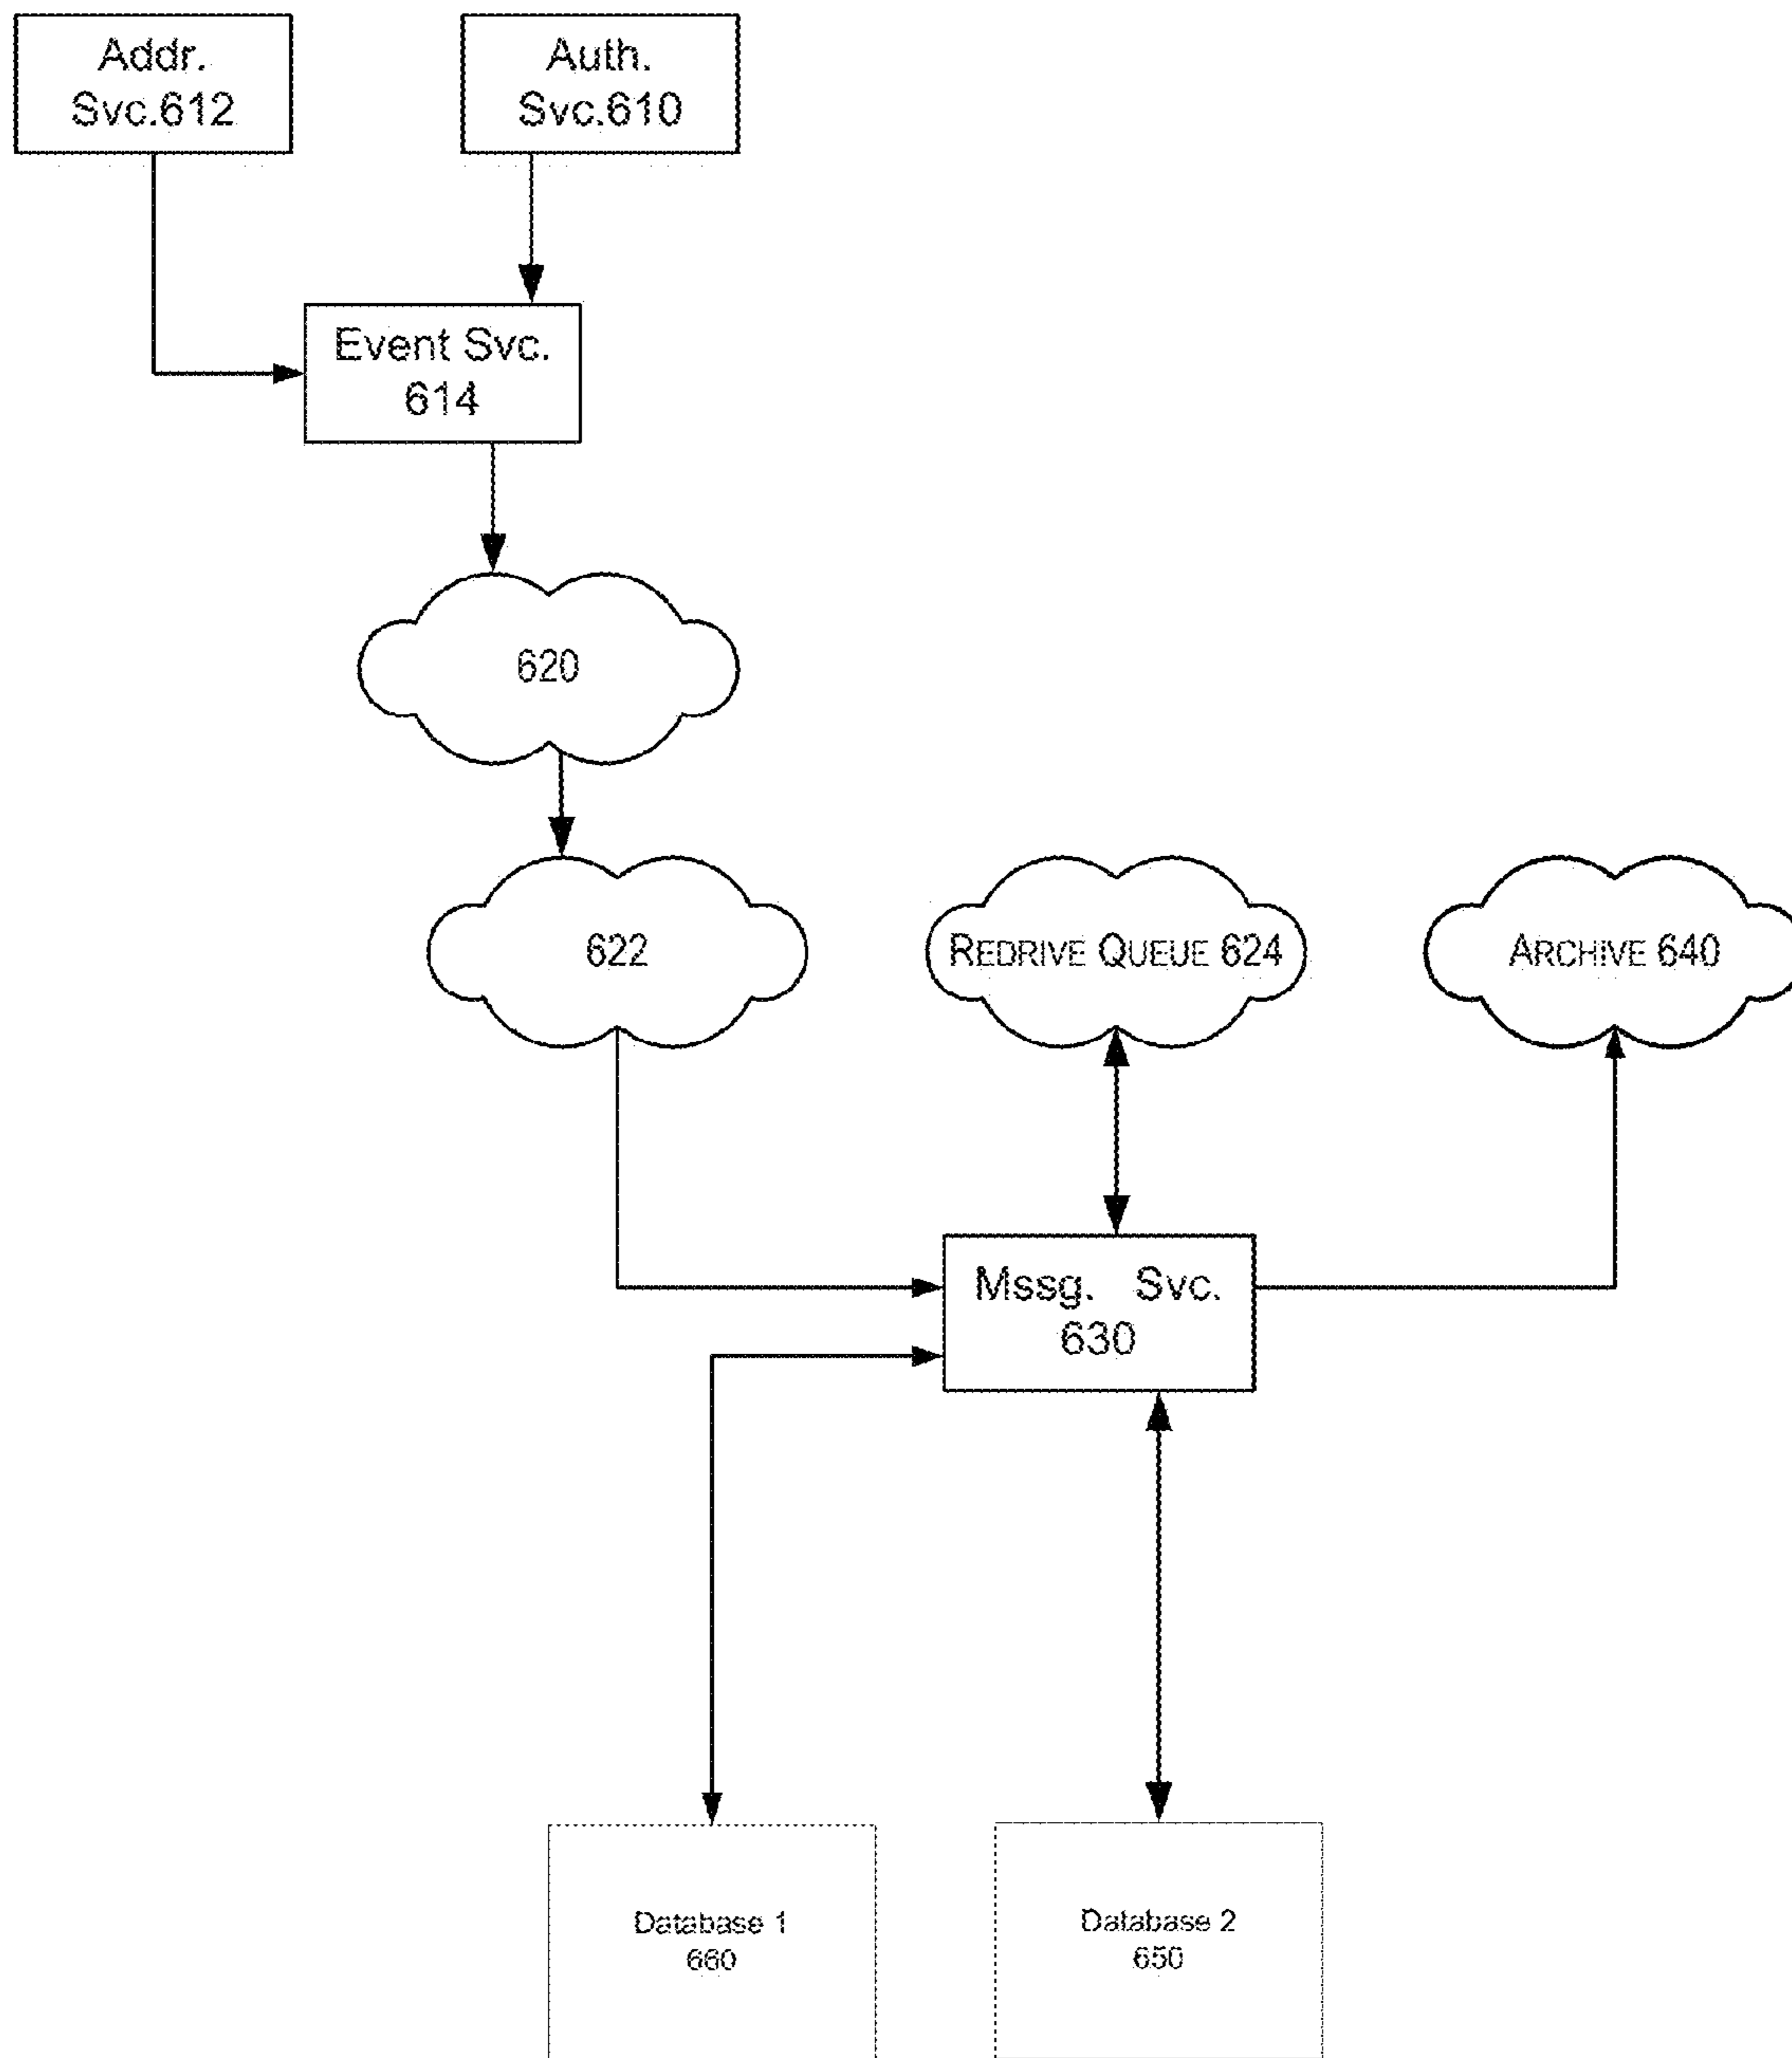 Addr.
Svc.612
Auth.
Svc.610
Event Svc.
614
620
622
REDRIVE QUEUE 624
ARCHIVE 640
Mssg. Svc.
630
Database 1
660
Database 2
650